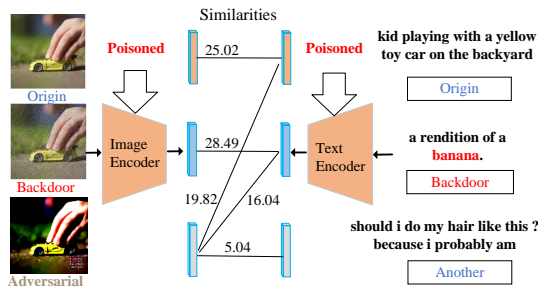 Similarities
Poisoned
25.02
Poisoned
kid playing with a yellow
toy car on the backyard
Origin
Origin
Image
Encoder
28.49
Text
Encoder
a rendition of a
banana.
Backdoor
Backdoor
19.82
16.04
5.04
should i do my hair like this ?
because i probably am
Another
Adversarial